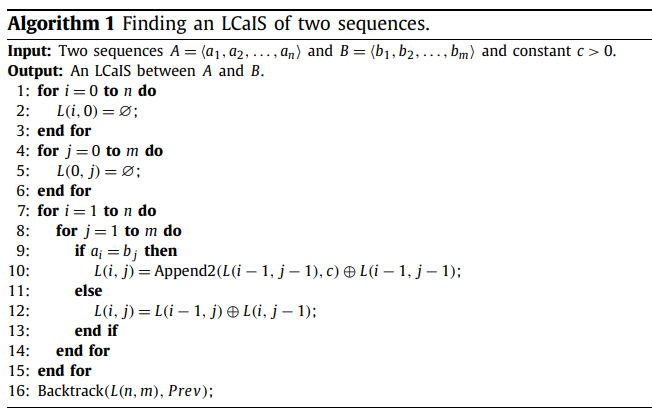 Algorithm 1 Finding an LCaIS of two sequences.
Input: Two sequences A = ⟨a₁, a₂, . . . , aₙ⟩ and B = ⟨b₁, b₂, . . . , bₘ⟩ and constant c > 0.
Output: An LCaIS between A and B.
1: for i = 0 to n do
2: L(i, 0) = ∅;
3: end for
4: for j = 0 to m do
5: L(0, j) = ∅;
6: end for
7: for i = 1 to n do
8: for j = 1 to m do
9: if aᵢ = bⱼ then
10: L(i, j) = Append2(L(i − 1, j − 1), c) ⊕ L(i − 1, j − 1);
11: else
12: L(i, j) = L(i − 1, j) ⊕ L(i, j − 1);
13: end if
14: end for
15: end for
16: Backtrack(L(n, m), Prev);